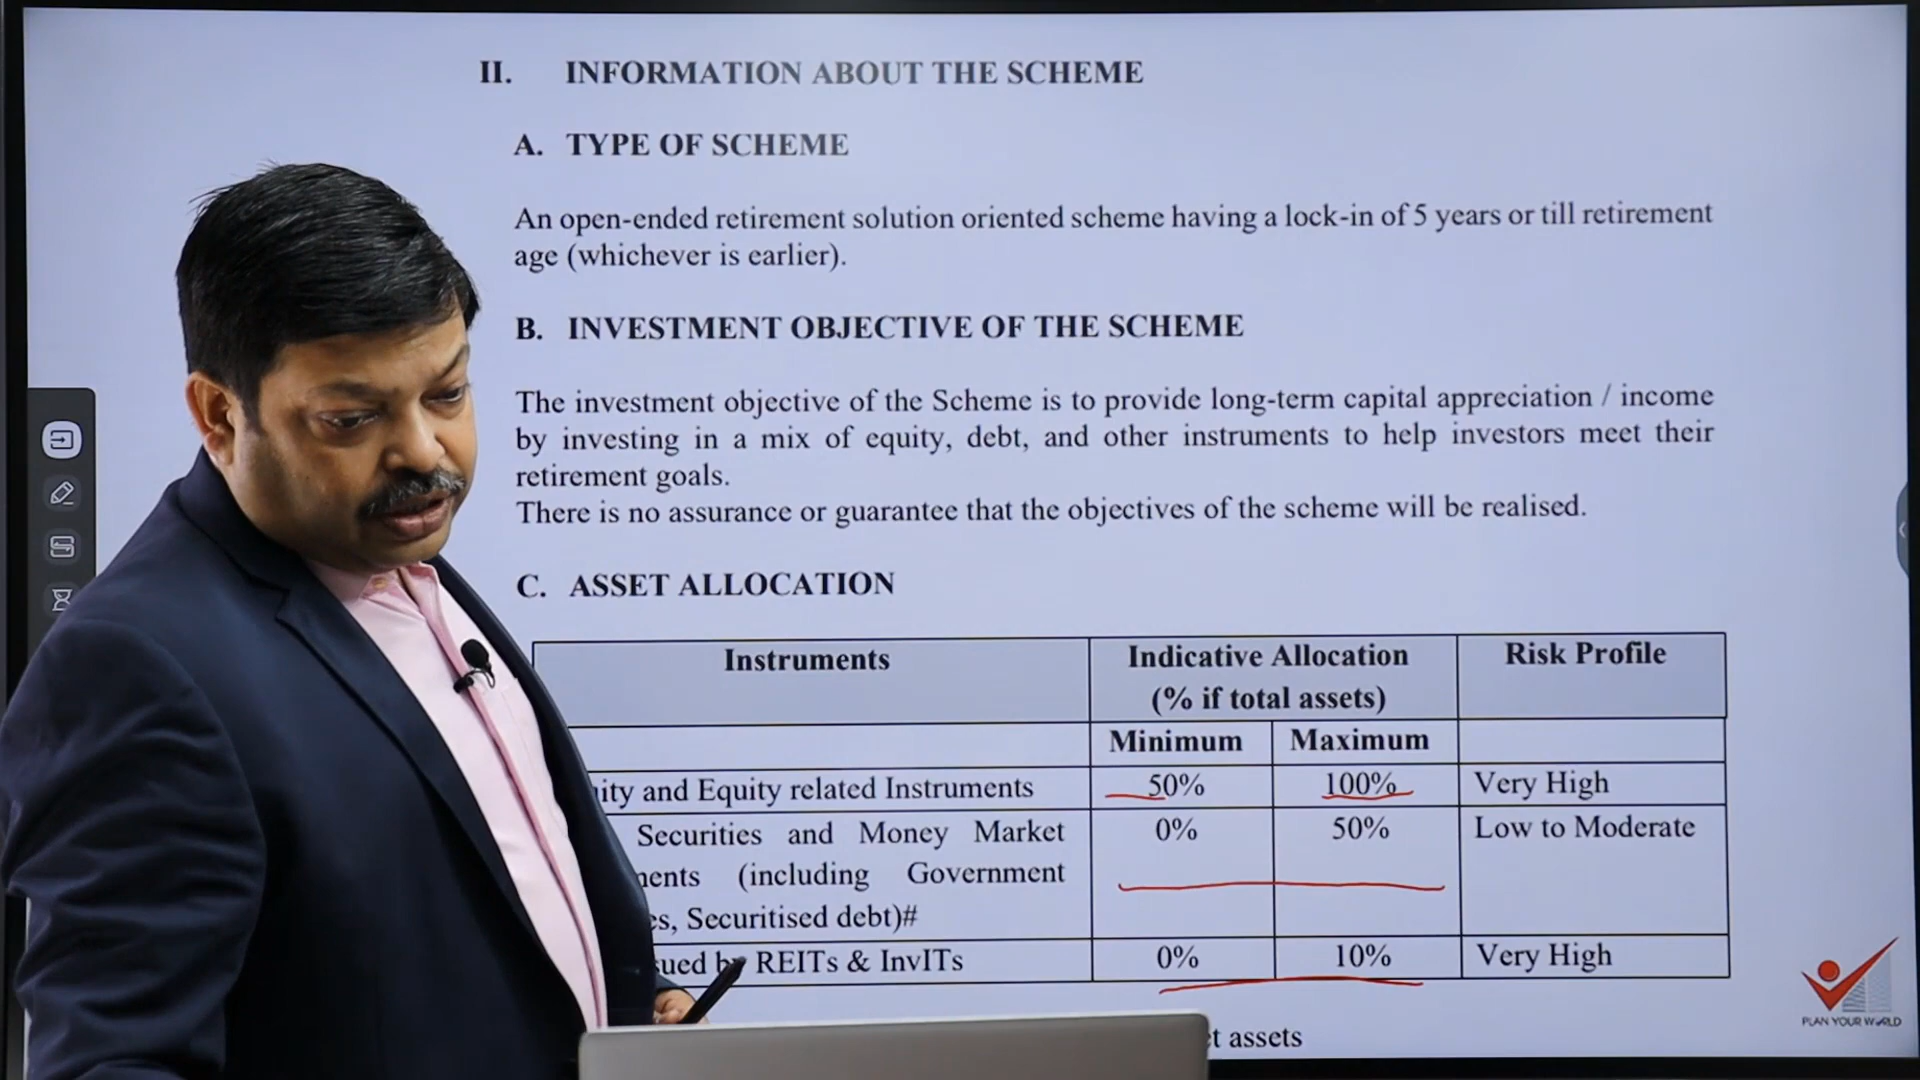 II. INFORMATION ABOUT THE SCHEME
A. TYPE OF SCHEME
An open-ended retirement solution oriented scheme having a lock-in of 5 years or till retirement
age (whichever is earlier).
B. INVESTMENT OBJECTIVE OF THE SCHEME
The investment objective of the Scheme is to provide long-term capital appreciation / income
by investing in a mix of equity, debt, and other instruments to help investors meet their
retirement goals.
There is no assurance or guarantee that the objectives of the scheme will be realised.
C. ASSET ALLOCATION
Instruments Indicative Allocation Risk Profile
(% if total assets)
Minimum Maximum
and Equity related Instruments 50% 100% Very High
Securities and Money Market 0% 50% Low to Moderate
(including Government
Securitised debt)#
REITs & InvITs 0% 10% Very High
assets
PLAN YOUR WORLD